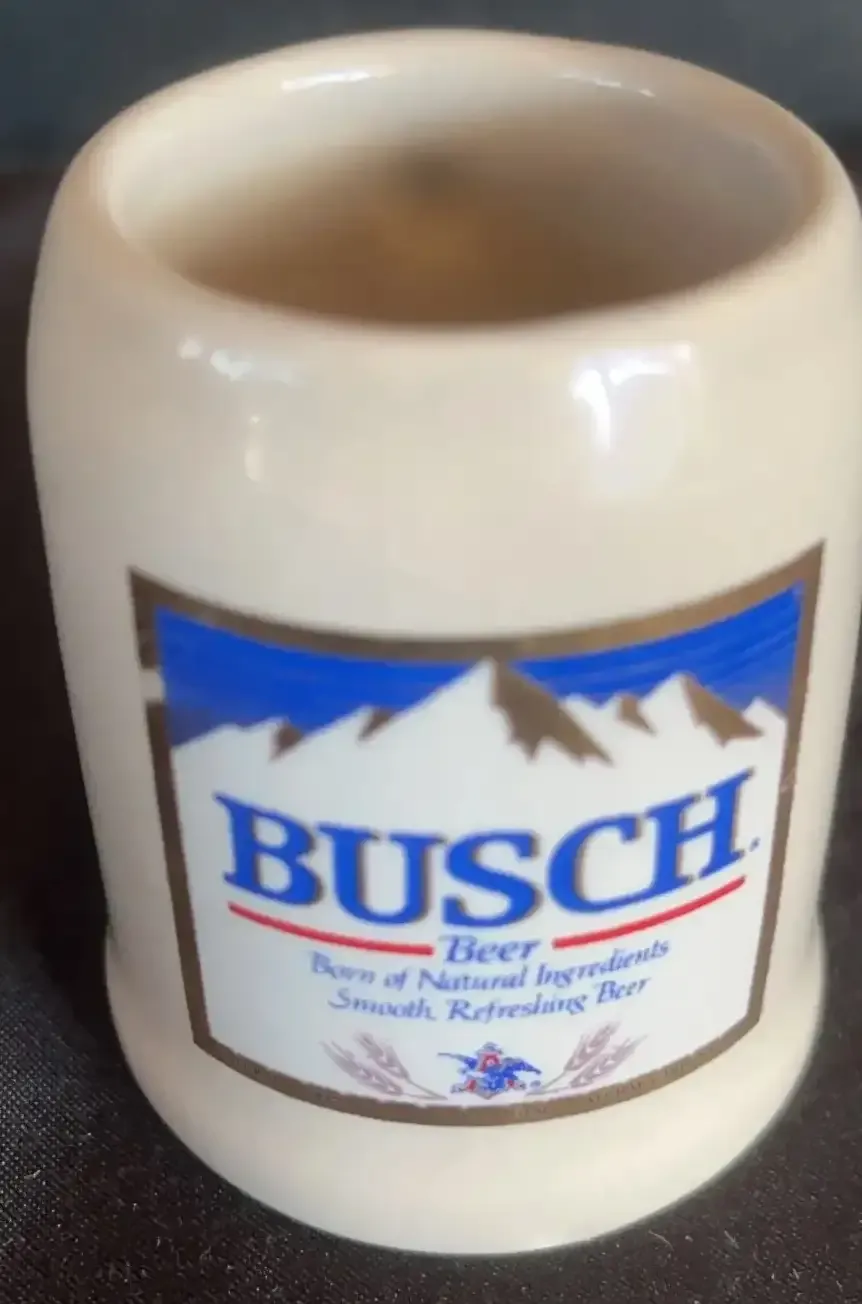 BUSCH.
Beer
Born of Natural Ingredients
Smooth, Refreshing Beer
A